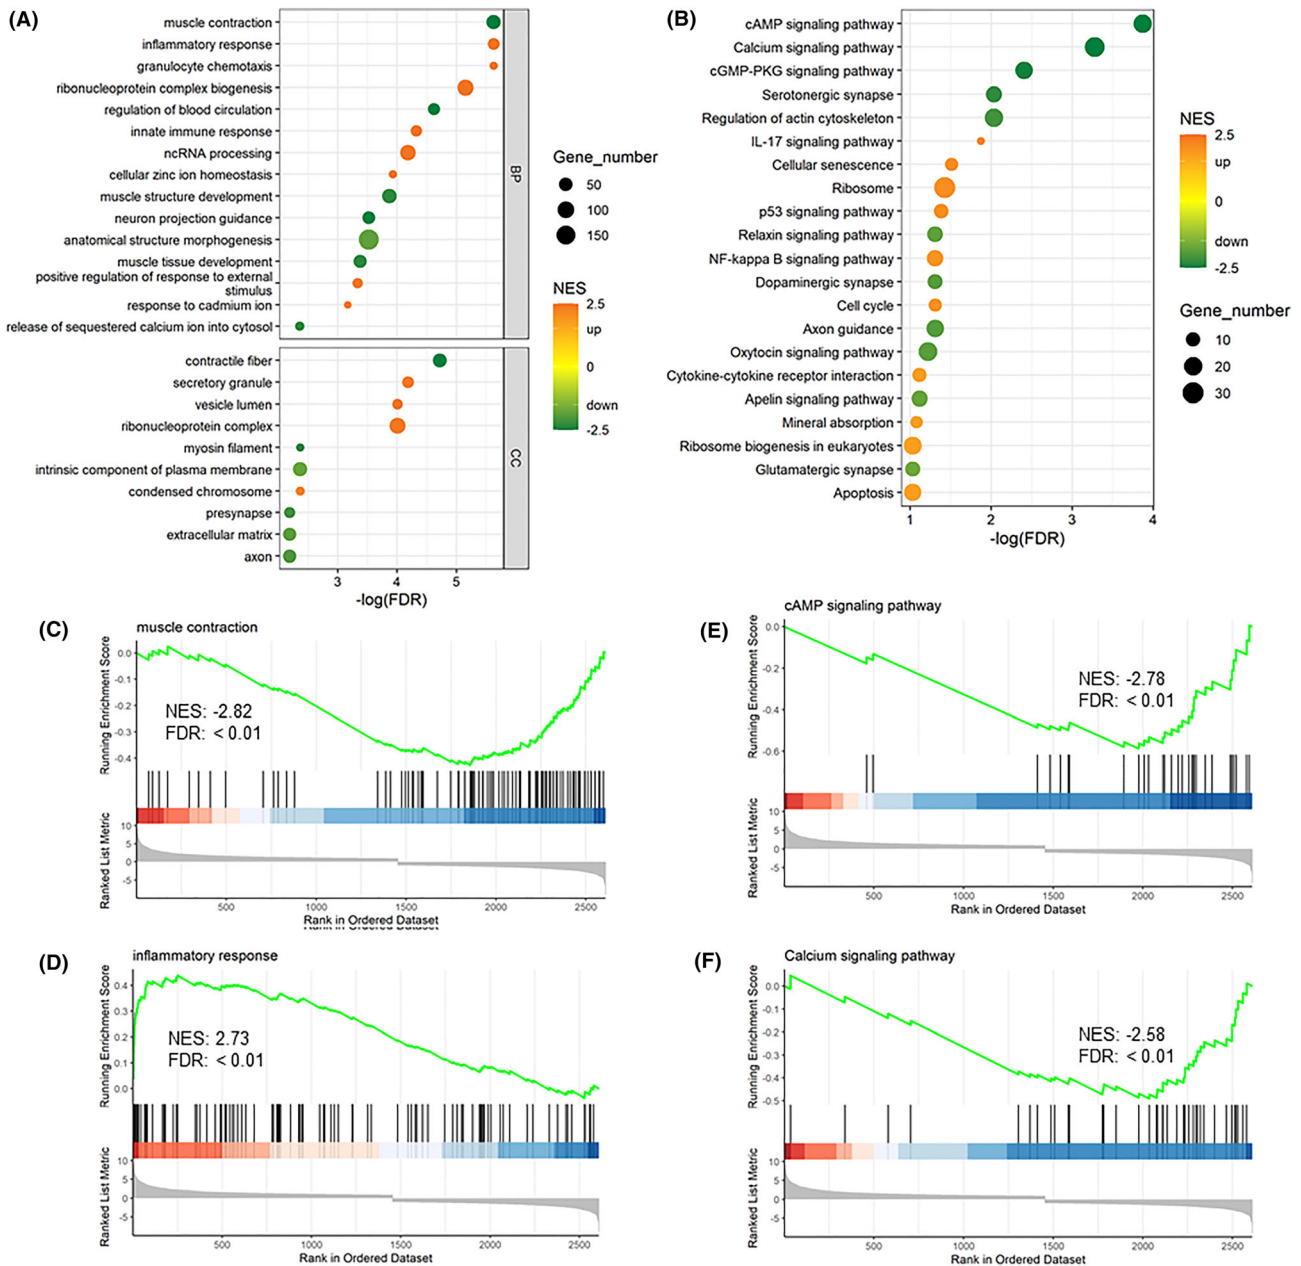 (A)
muscle contraction
inflammatory response
granulocyte chemotaxis
ribonucleoprotein complex biogenesis
regulation of blood circulation
innate immune response
ncRNA processing
cellular zinc ion homeostasis
muscle structure development
neuron projection guidance
anatomical structure morphogenesis
muscle tissue development
positive regulation of response to external
stimulus
response to cadmium ion
release of sequestered calcium ion into cytosol
BP
contractile fiber
secretory granule
vesicle lumen
ribonucleoprotein complex
myosin filament
intrinsic component of plasma membrane
condensed chromosome
presynapse
extracellular matrix
axon
CC
3 4 5
-log(FDR)
Gene_number
50
100
150
NES
2.5
up
0
down
-2.5
(B)
cAMP signaling pathway
Calcium signaling pathway
cGMP-PKG signaling pathway
Serotonergic synapse
Regulation of actin cytoskeleton
IL-17 signaling pathway
Cellular senescence
Ribosome
p53 signaling pathway
Relaxin signaling pathway
NF-kappa B signaling pathway
Dopaminergic synapse
Cell cycle
Axon guidance
Oxytocin signaling pathway
Cytokine-cytokine receptor interaction
Apelin signaling pathway
Mineral absorption
Ribosome biogenesis in eukaryotes
Glutamatergic synapse
Apoptosis
1 2 3 4
-log(FDR)
NES
2.5
up
0
down
-2.5
Gene_number
10
20
30
(C)
muscle contraction
Running Enrichment Score
0.0
-0.1
-0.2
-0.3
-0.4
NES: -2.82
FDR: <0.01
Ranked List Metric
10
5
0
-5
500 1000 1500 2000 2500
Rank in Ordered Dataset
Rank in Ordered Dataset
(E)
cAMP signaling pathway
Running Enrichment Score
0.0
-0.2
-0.4
-0.6
NES: -2.78
FDR: <0.01
Ranked List Metric
10
5
0
-5
500 1000 1500 2000 2500
Rank in Ordered Dataset
(D)
inflammatory response
Running Enrichment Score
0.4
0.3
0.2
0.1
0.0
NES: 2.73
FDR: <0.01
Ranked List Metric
10
5
0
-5
500 1000 1500 2000 2500
Rank in Ordered Dataset
(F)
Calcium signaling pathway
Running Enrichment Score
0.0
-0.1
-0.2
-0.3
-0.4
-0.5
NES: -2.58
FDR: <0.01
Ranked List Metric
10
5
0
-5
500 1000 1500 2000 2500
Rank in Ordered Dataset